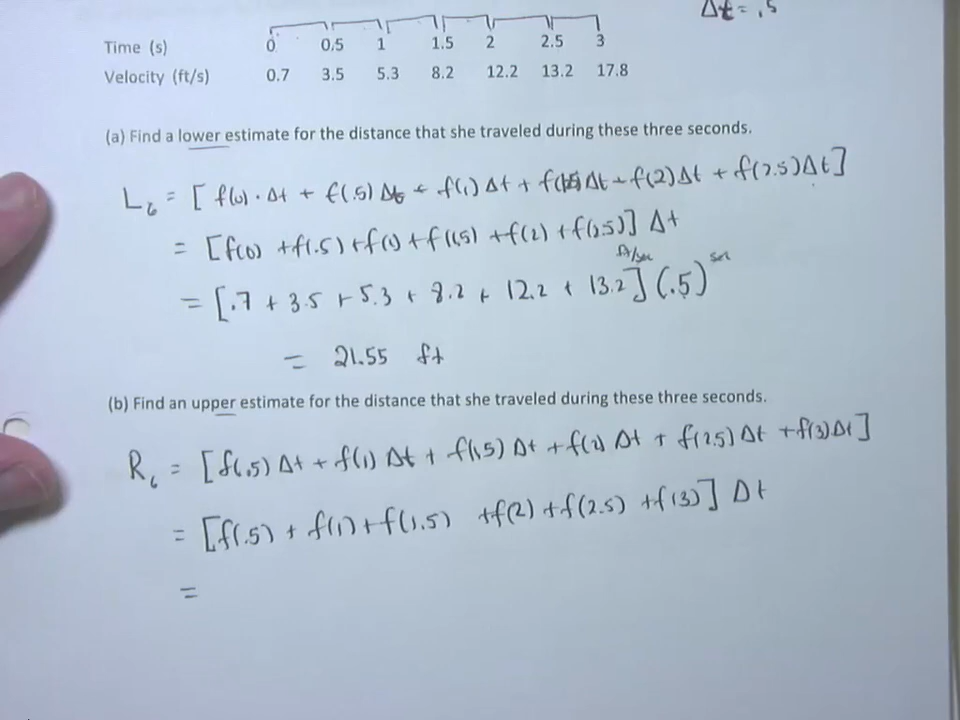 Δt = .5
Time (s) 0 0.5 1 1.5 2 2.5 3
Velocity (ft/s) 0.7 3.5 5.3 8.2 12.2 13.2 17.8
(a) Find a lower estimate for the distance that she traveled during these three seconds.
L₆ = [ f(0) · Δt + f(.5) Δt + f(1) Δt + f(1.5) Δt + f(2) Δt + f(2.5) Δt ]
= [f(0) + f(.5) + f(1) + f(1.5) + f(2) + f(2.5)] Δt
ft/sec sec
= [.7 + 3.5 + 5.3 + 8.2 + 12.2 + 13.2] (.5)
= 21.55 ft
(b) Find an upper estimate for the distance that she traveled during these three seconds.
R₆ = [f(.5) Δt + f(1) Δt + f(1.5) Δt + f(2) Δt + f(2.5) Δt + f(3) Δt ]
= [f(.5) + f(1) + f(1.5) + f(2) + f(2.5) + f(3)] Δt
=